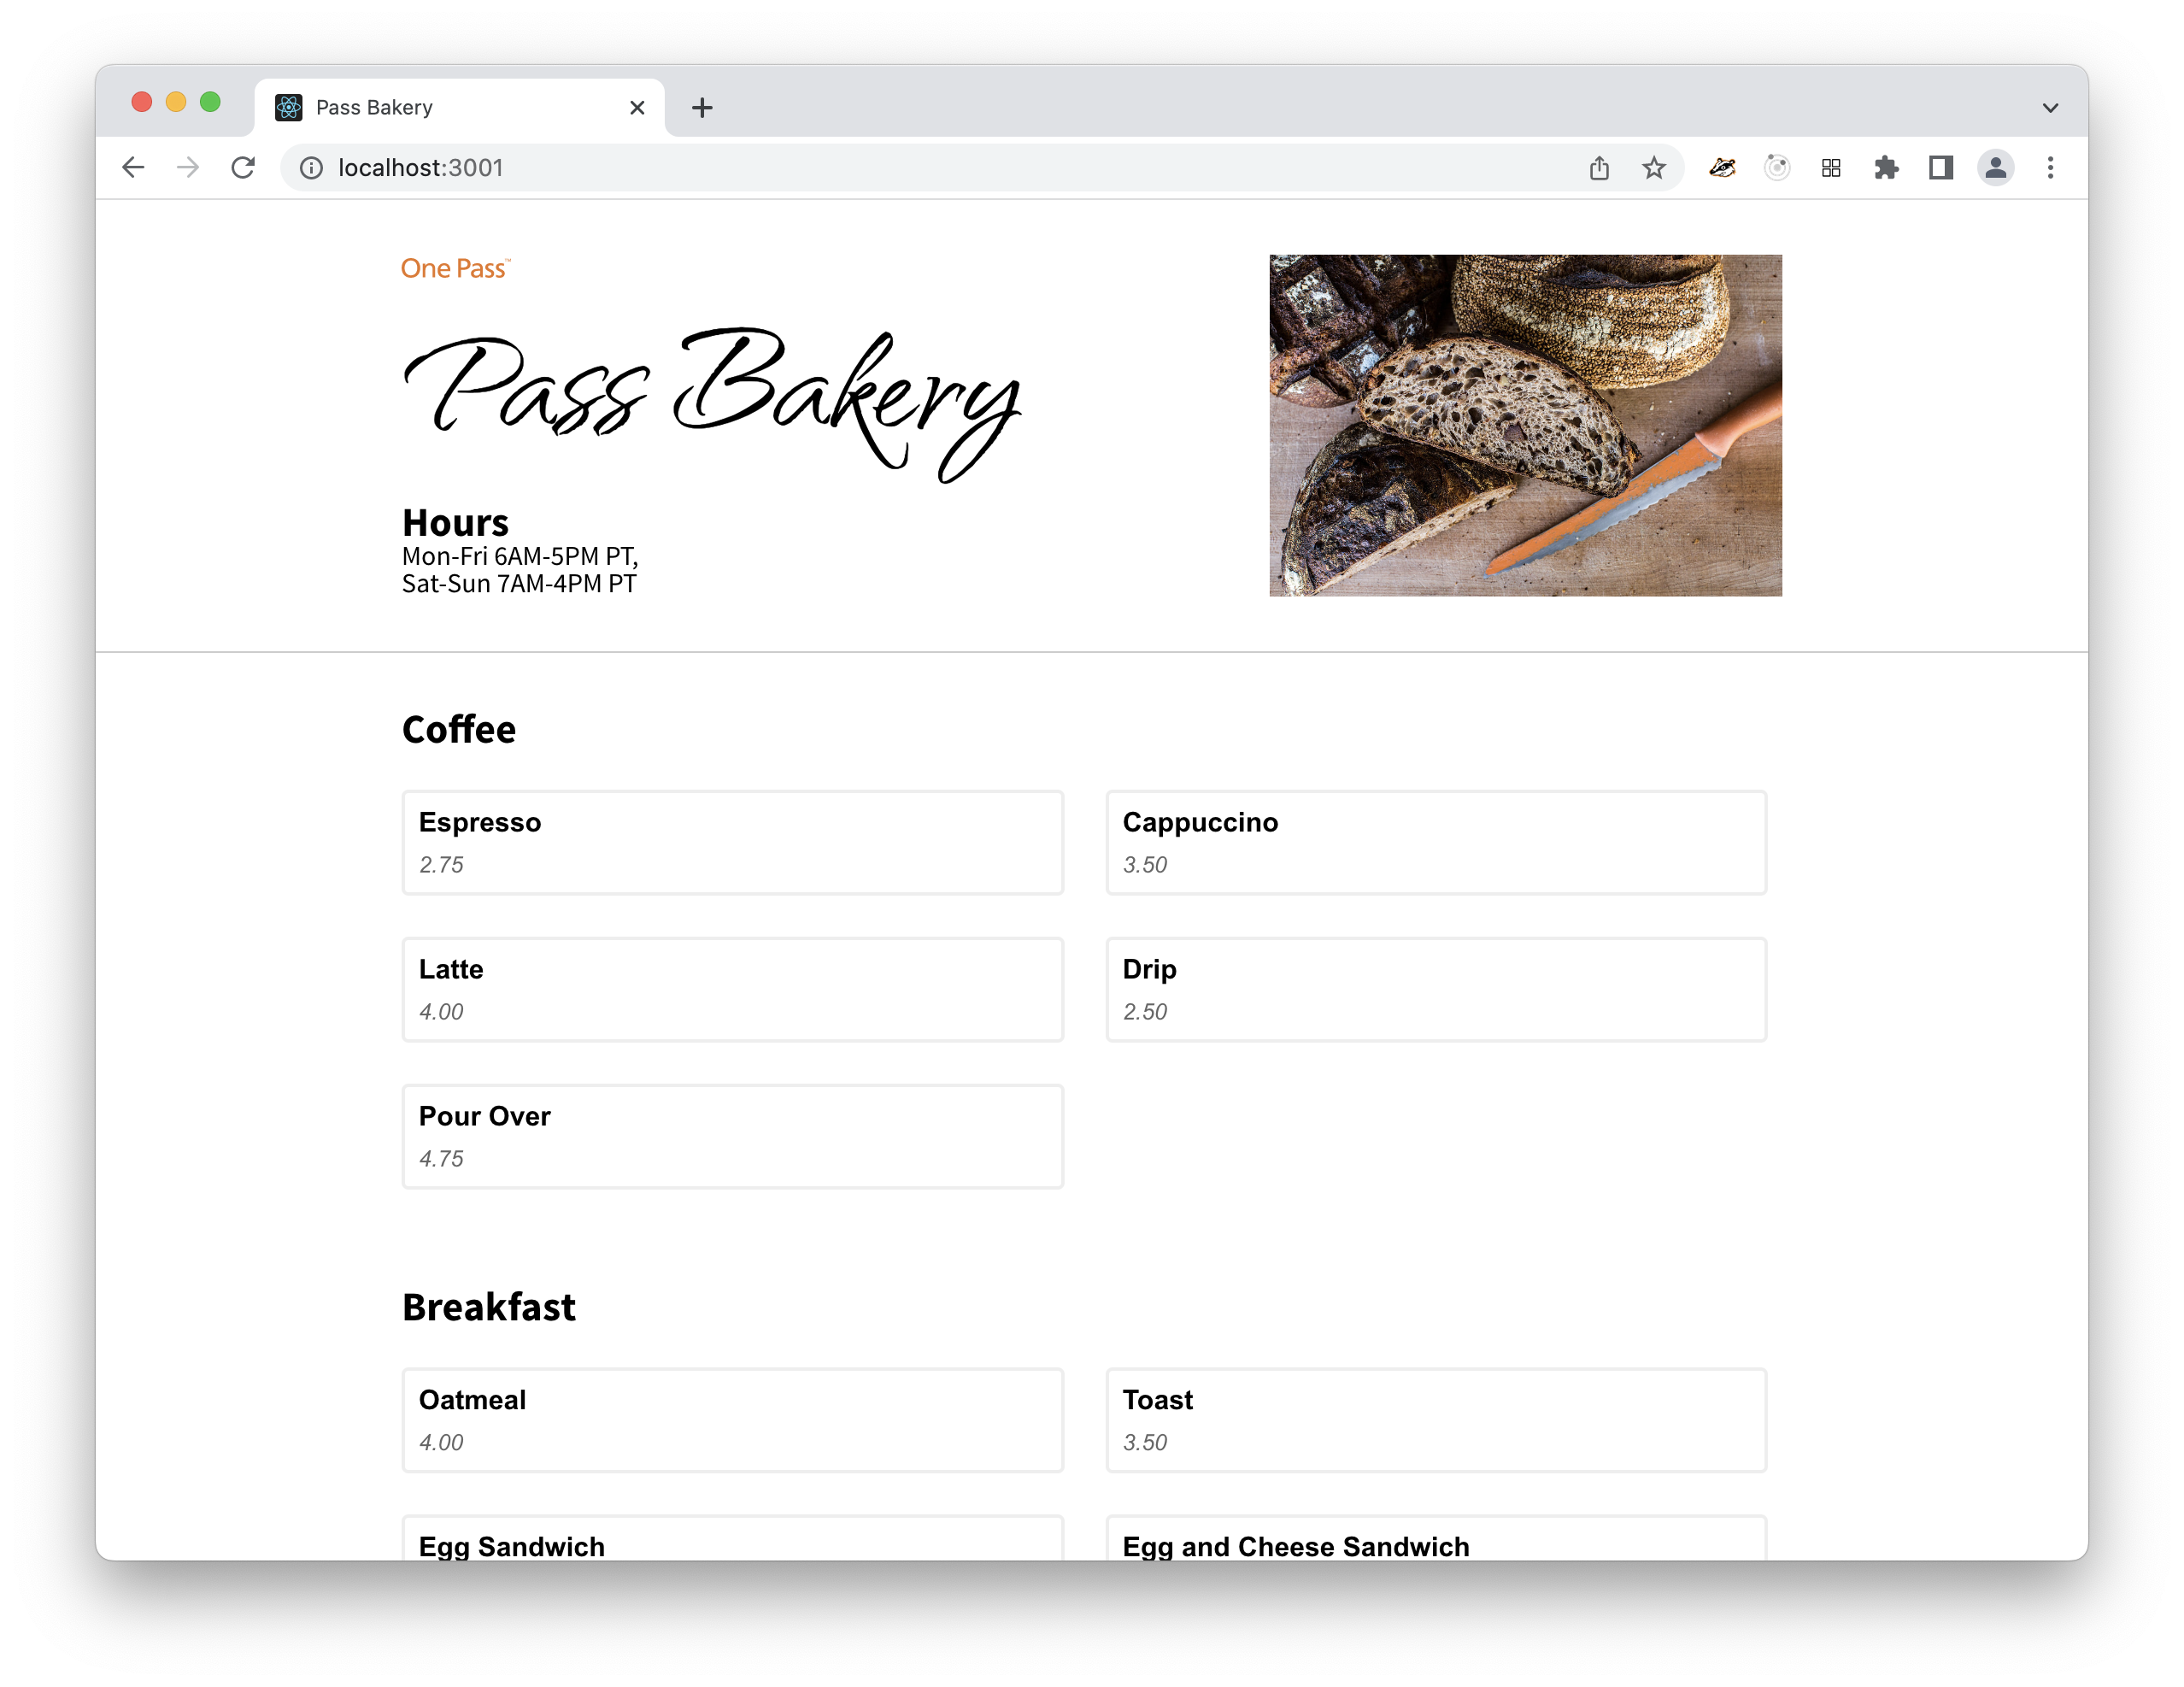 Pass Bakery
localhost:3001
One Pass™
Pass Bakery
Hours
Mon-Fri 6AM-5PM PT,
Sat-Sun 7AM-4PM PT
Coffee
Espresso
2.75
Cappuccino
3.50
Latte
4.00
Drip
2.50
Pour Over
4.75
Breakfast
Oatmeal
4.00
Toast
3.50
Egg Sandwich
Egg and Cheese Sandwich